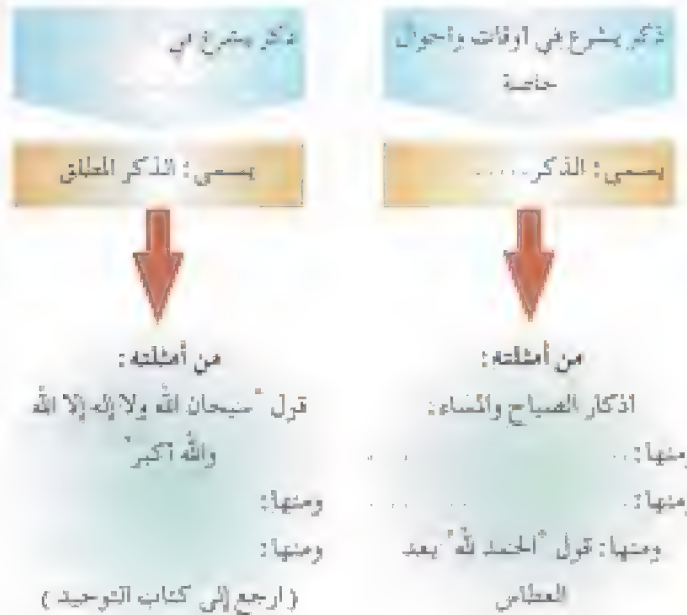 ذكر يشرع في أوقات وأحوال
خاصة
يسمى: الذكر.....
من أمثلته:
أذكار الصباح والمساء:
ومنها:.. ...
ومنها: ....
ومنها: قول "الحمد لله" بعد
العطاس
ذكر يشرع في
يسمى: الذكر المطلق
من أمثلته:
قول "سبحان الله ولا إله إلا الله
والله أكبر"
ومنها:
ومنها:
(ارجع إلى كتاب التوحيد)